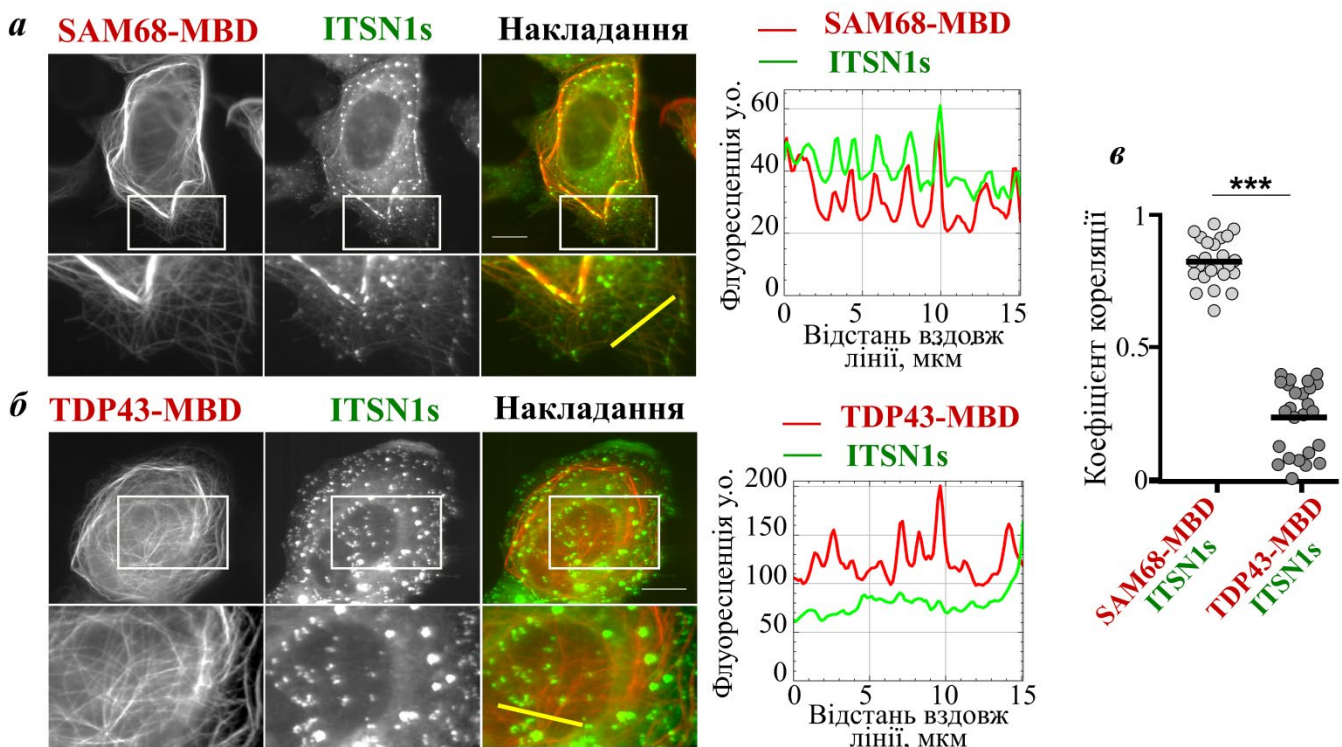 а
SAM68-MBD
ITSN1s
Накладання
SAM68-MBD
ITSN1s
Флуоресценція у.о.
60
40
20
0
0
5
10
15
Відстань вздовж
лінії, мкм
б
TDP43-MBD
ITSN1s
Накладання
TDP43-MBD
ITSN1s
Флуоресценція у.о.
200
150
100
50
0
0
5
10
15
Відстань вздовж
лінії, мкм
в
***
Коефіцієнт кореляції
1
0.5
0
SAM68-MBD
ITSN1s
TDP43-MBD
ITSN1s